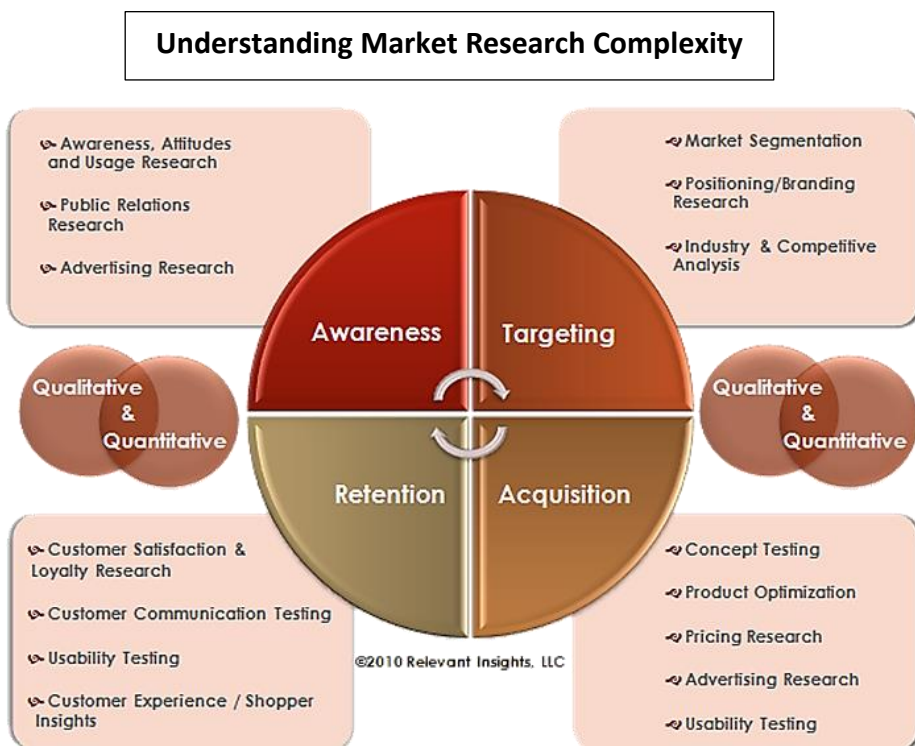 Understanding Market Research Complexity
Awareness, Attitudes
and Usage Research
Public Relations
Research
Advertising Research
Market Segmentation
Positioning/Branding
Research
Industry & Competitive
Analysis
Awareness
Targeting
Qualitative
&
Quantitative
Qualitative
&
Quantitative
Retention
Acquisition
Customer Satisfaction &
Loyalty Research
Customer Communication Testing
Usability Testing
Customer Experience / Shopper
Insights
©2010 Relevant Insights, LLC
Concept Testing
Product Optimization
Pricing Research
Advertising Research
Usability Testing